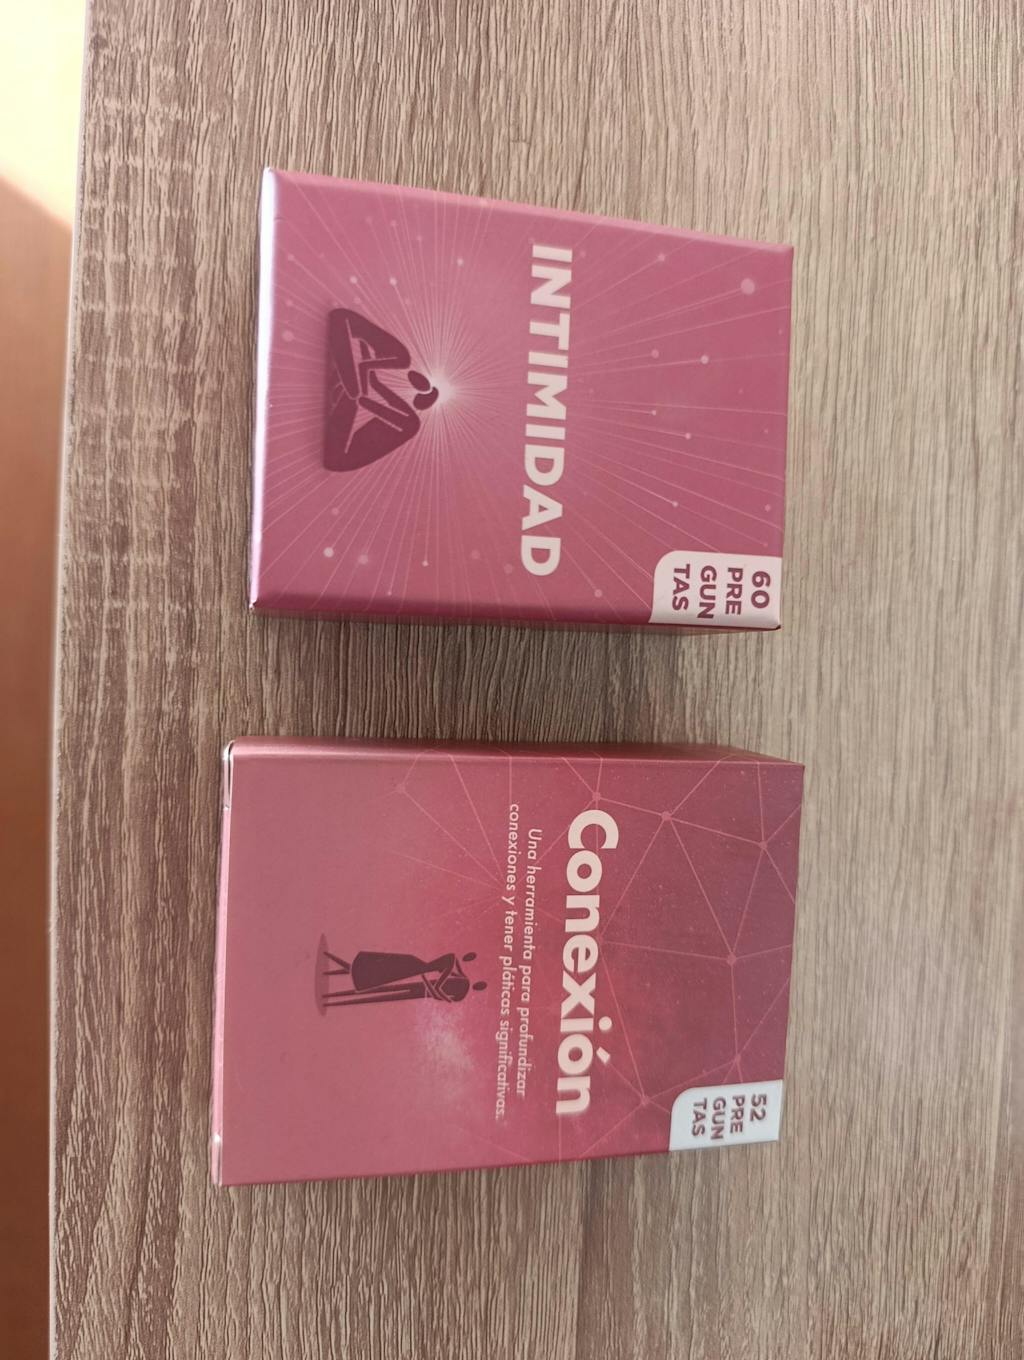 60
PRE
GUN
TAS
INTIMIDAD
52
PRE
GUN
TAS
Conexión
Una herramienta para profundizar
conexiones y tener pláticas significativas.